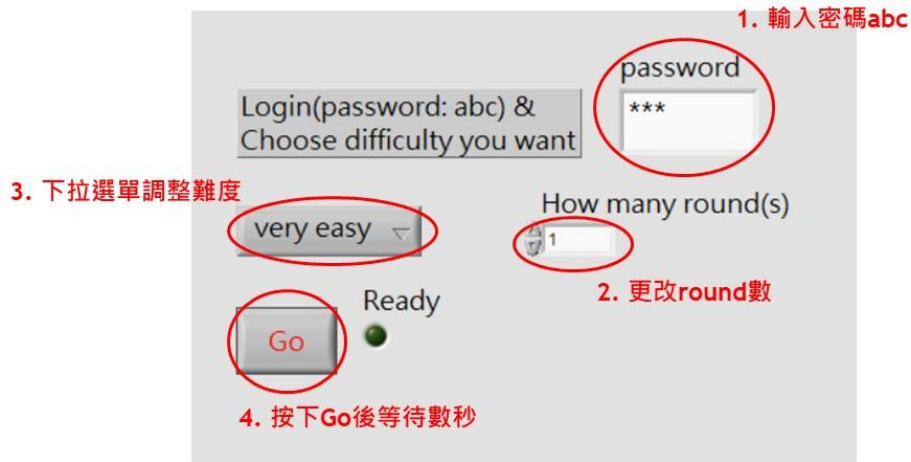 1. 輸入密碼abc
password
***
Login(password: abc) &
Choose difficulty you want
3. 下拉選單調整難度
very easy
How many round(s)
1
2. 更改round數
Ready
Go
4. 按下Go後等待數秒